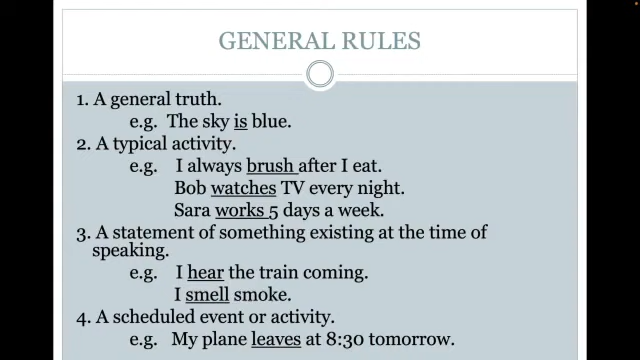 GENERAL RULES
1. A general truth.
e.g. The sky is blue.
2. A typical activity.
e.g. I always brush after I eat.
Bob watches TV every night.
Sara works 5 days a week.
3. A statement of something existing at the time of
speaking.
e.g. I hear the train coming.
I smell smoke.
4. A scheduled event or activity.
e.g. My plane leaves at 8:30 tomorrow.